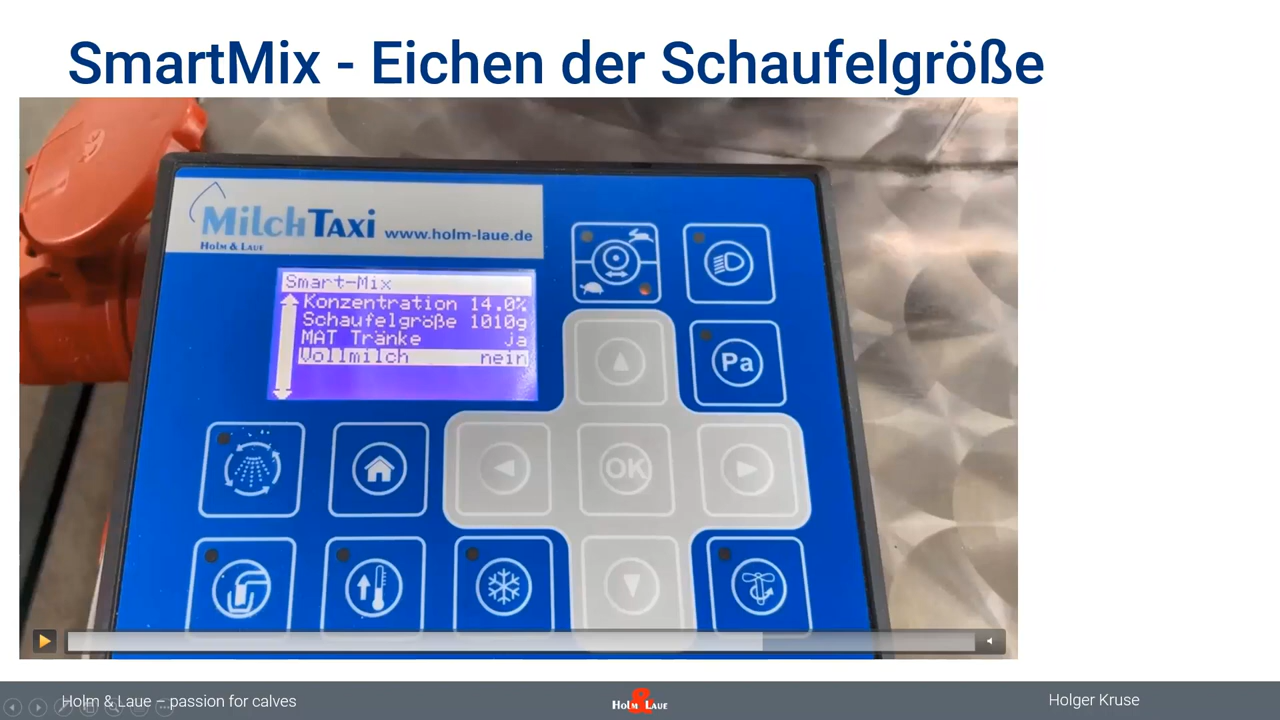 SmartMix - Eichen der Schaufelgröße
MilchTaxi www.holm-laue.de
Holm & Laue
Smart-Mix
Konzentration 14.0%
Schaufelgröße 1010g
MAT Tränke ja
Vollmilch nein
Pa
OK
Holm & Laue – passion for calves
Holm & Laue
Holger Kruse